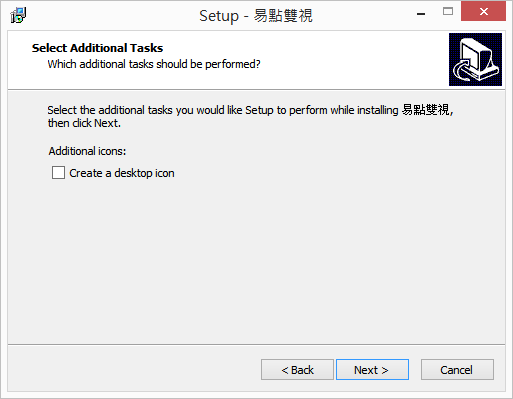 Setup - 易點雙視
Select Additional Tasks
Which additional tasks should be performed?
Select the additional tasks you would like Setup to perform while installing 易點雙視,
then click Next.
Additional icons:
Create a desktop icon
< Back
Next >
Cancel